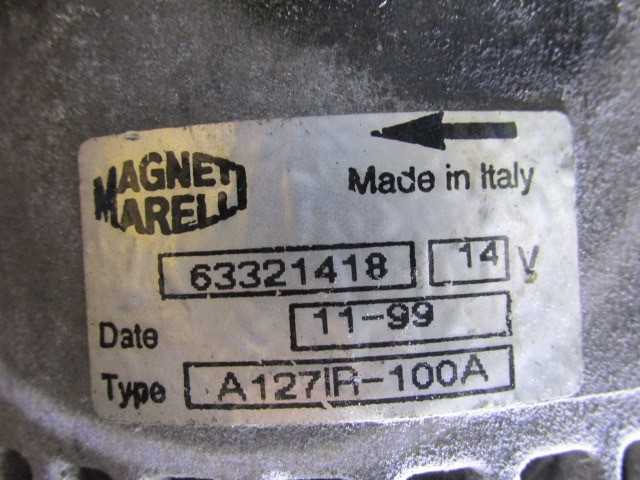 MAGNETI
MARELLI
Made in Italy
63321418 14 V
Date 11-99
Type A127IR-100A